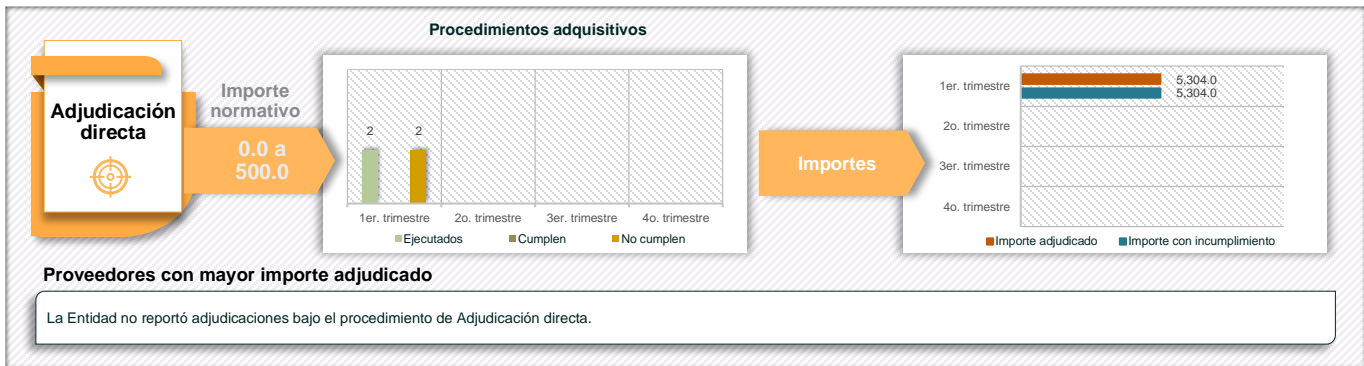 Procedimientos adquisitivos
Adjudicación
directa
Importe
normativo
0.0 a
500.0
2
2
1er. trimestre
2o. trimestre
3er. trimestre
4o. trimestre
Ejecutados
Cumplen
No cumplen
Importes
1er. trimestre
5,304.0
5,304.0
2o. trimestre
3er. trimestre
4o. trimestre
Importe adjudicado
Importe con incumplimiento
Proveedores con mayor importe adjudicado
La Entidad no reportó adjudicaciones bajo el procedimiento de Adjudicación directa.